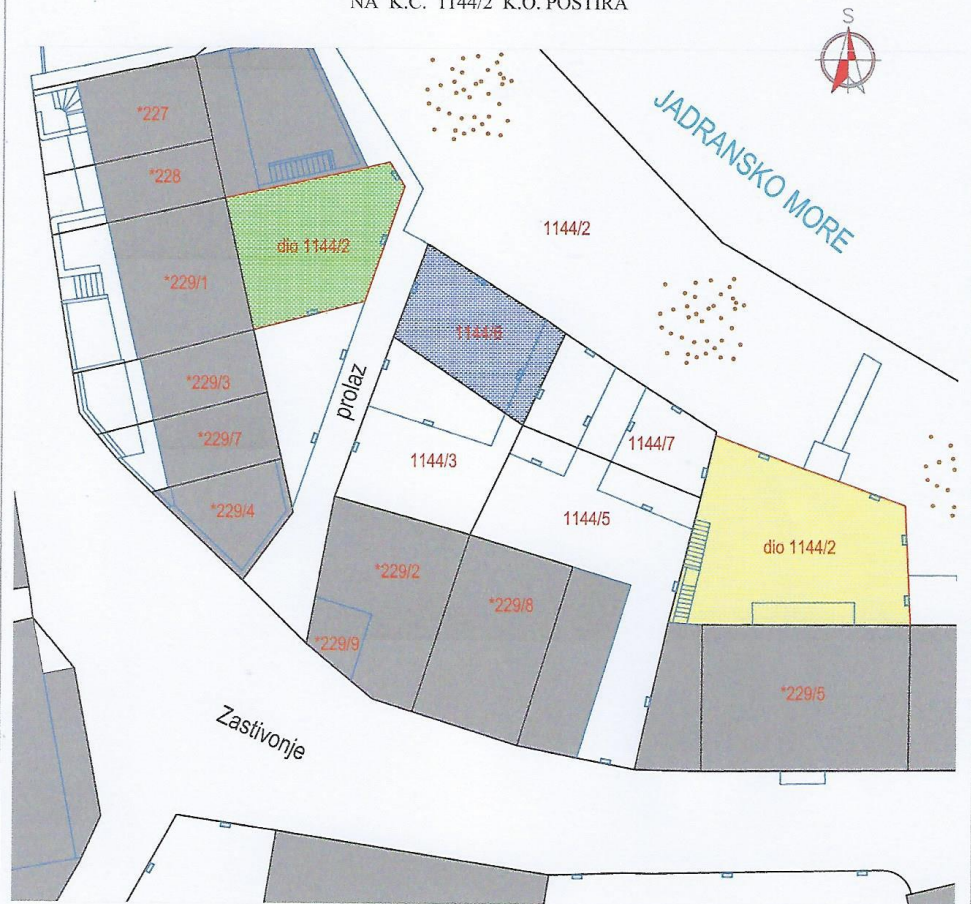 NA K.Č. 1144/2 K.O. POSTIRA
S
JADRANSKO MORE
*227
*228
dio 1144/2
1144/2
*229/1
1144/6
*229/3
prolaz
*229/7
1144/3
1144/7
*229/4
1144/5
dio 1144/2
*229/2
*229/8
*229/9
*229/5
Zastivonje